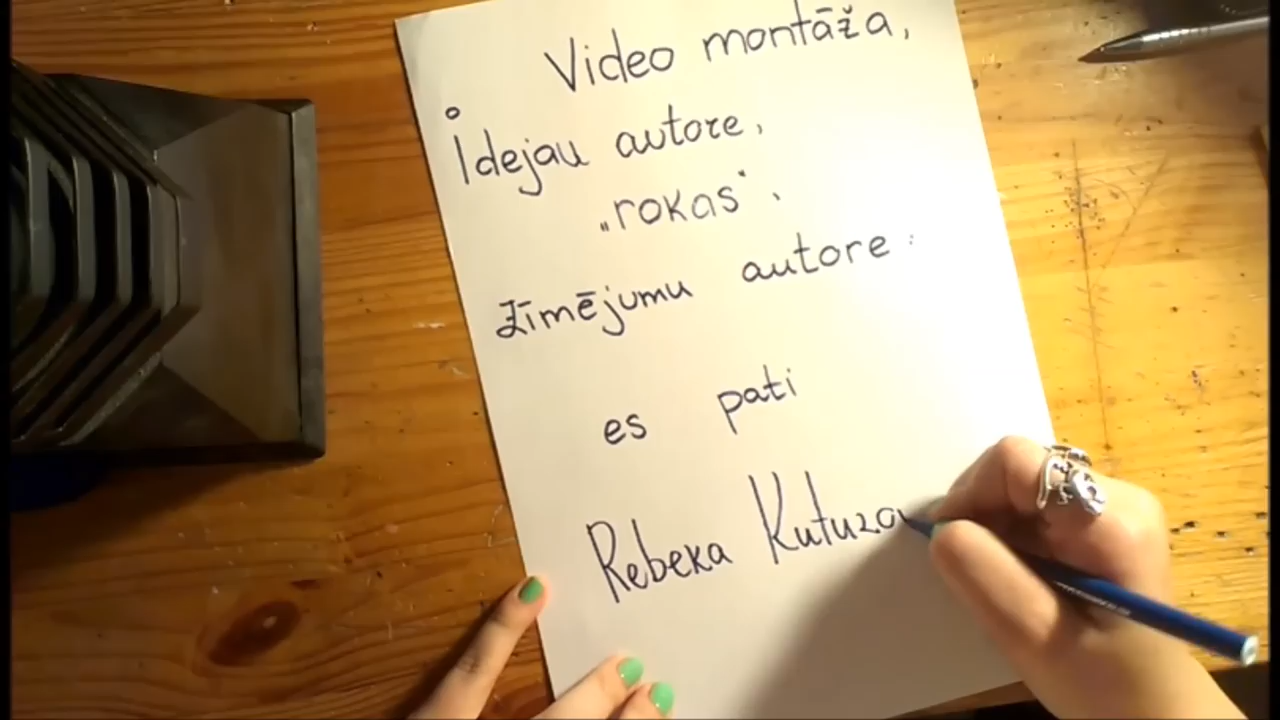 Video montāža,
Idejau autore,
„rokas",
Zīmējumu autore:
es pati
Rebeka Kutuzo